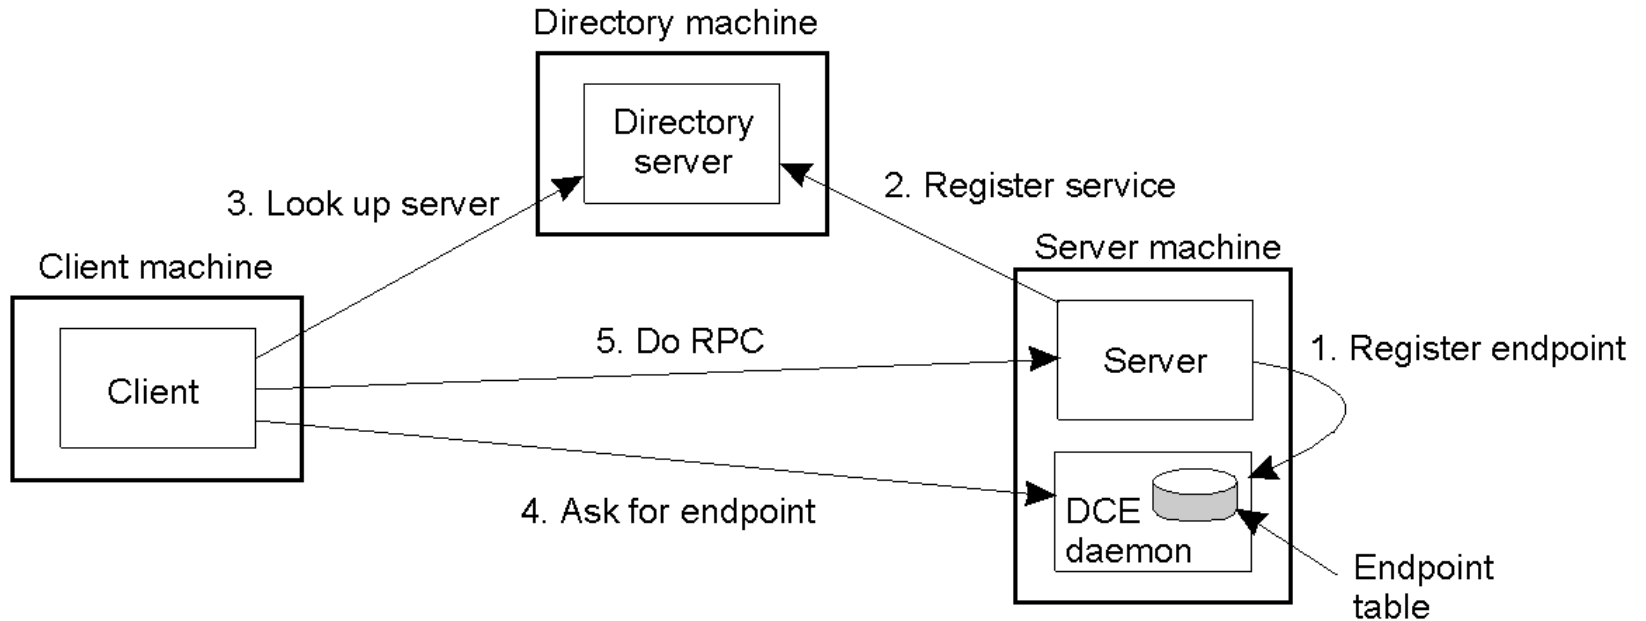 Directory machine
Directory
server
3. Look up server
2. Register service
Client machine
Server machine
5. Do RPC
1. Register endpoint
Client
Server
4. Ask for endpoint
DCE
daemon
Endpoint
table